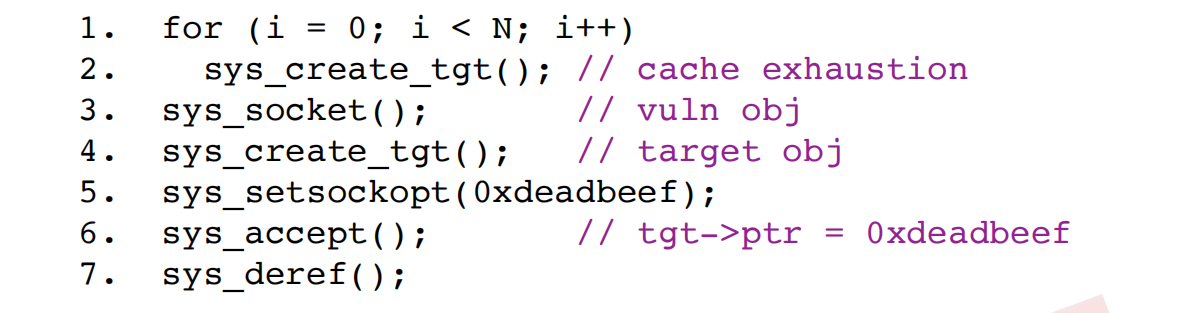 1. for (i = 0; i < N; i++)
2. sys_create_tgt(); // cache exhaustion
3. sys_socket(); // vuln obj
4. sys_create_tgt(); // target obj
5. sys_setsockopt(0xdeadbeef);
6. sys_accept(); // tgt->ptr = 0xdeadbeef
7. sys_deref();